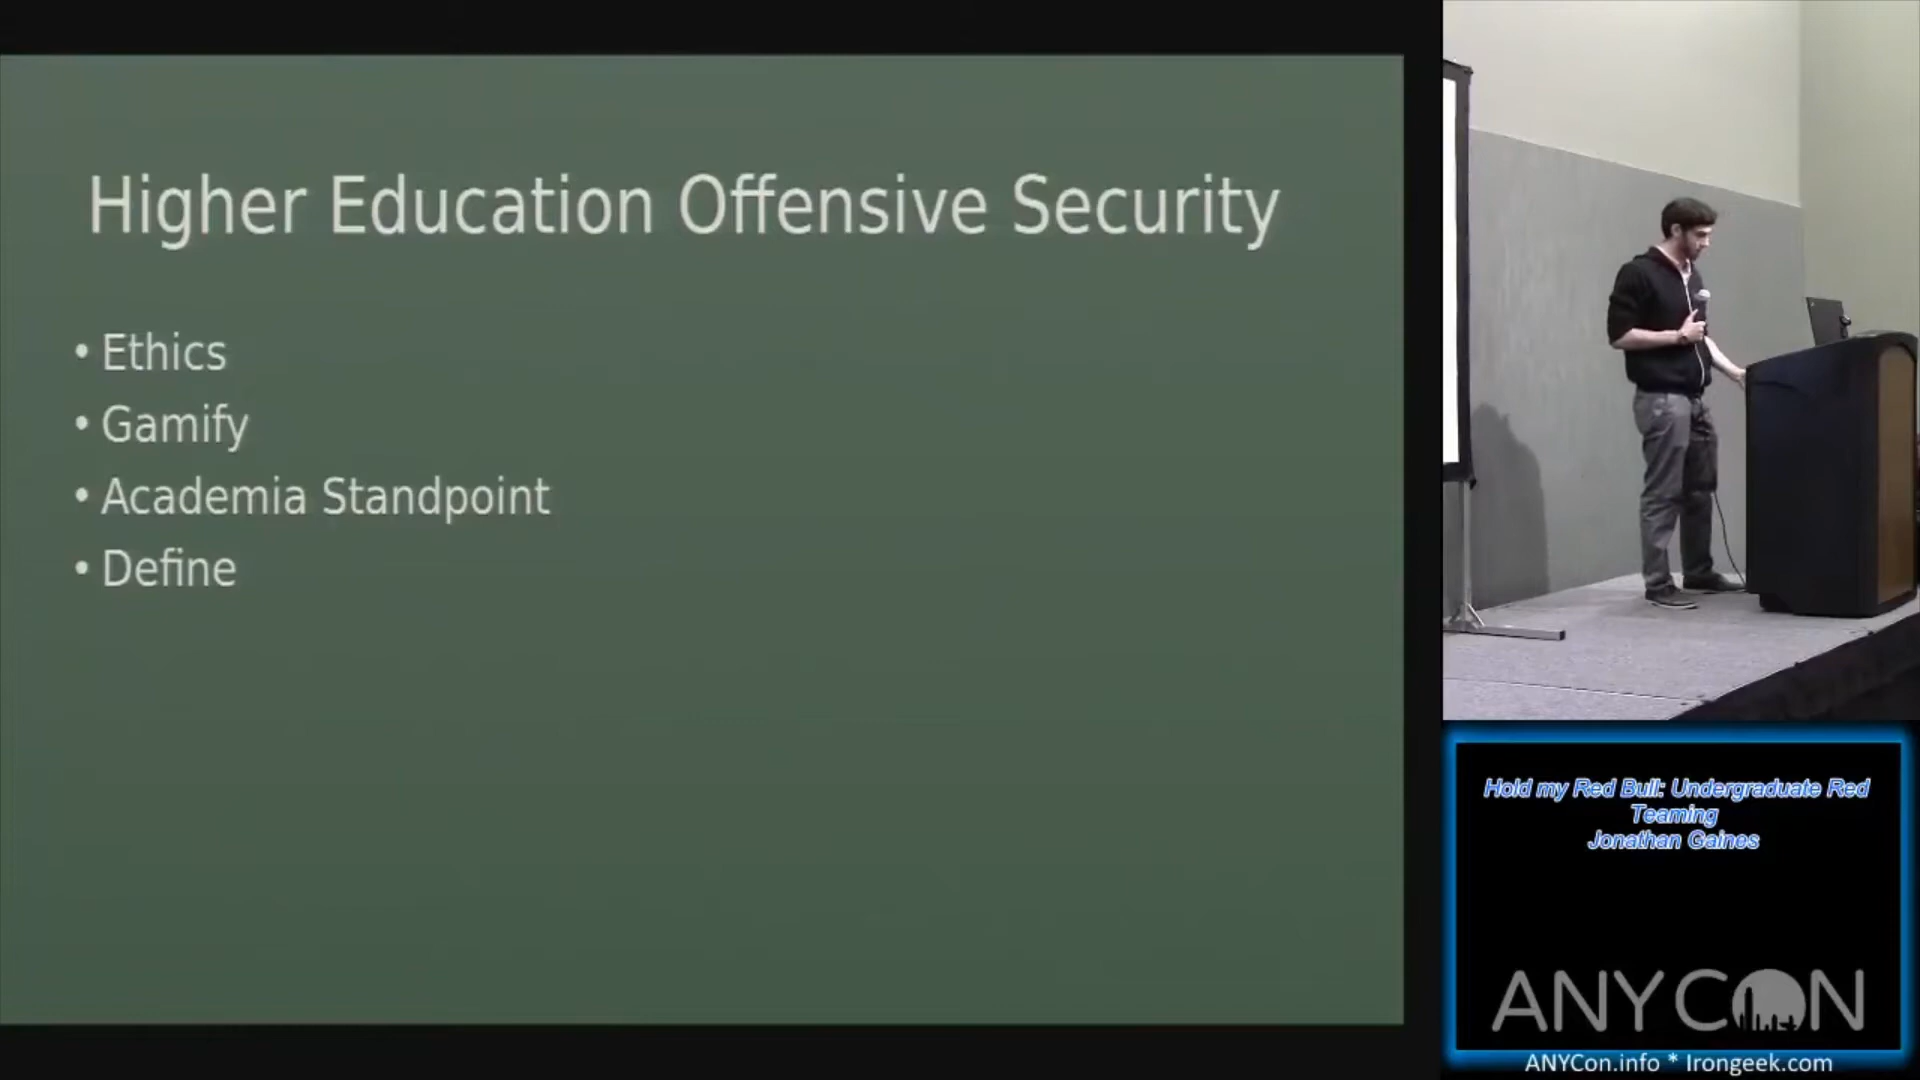 Higher Education Offensive Security
• Ethics
• Gamify
• Academia Standpoint
• Define
Hold my Red Bull: Undergraduate Red
Teaming
Jonathan Gaines
ANYCON
ANYCon.info * Irongeek.com